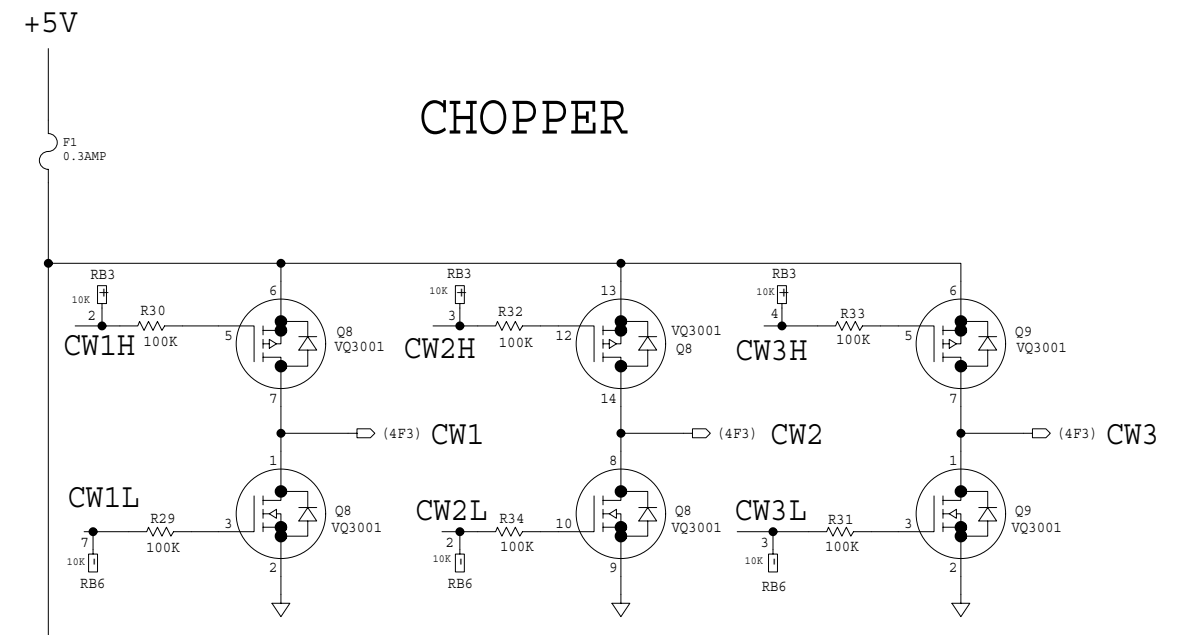 +5V
CHOPPER
F1
0.3AMP
RB3
10K
+
2
R30
100K
CW1H
5
6
Q8
VQ3001
7
RB3
10K
+
3
R32
100K
CW2H
12
13
VQ3001
Q8
14
RB3
10K
+
4
R33
100K
CW3H
5
6
Q9
VQ3001
7
(4F3) CW1
(4F3) CW2
(4F3) CW3
CW1L
7
10K
RB6
R29
100K
3
1
Q8
VQ3001
2
CW2L
2
10K
RB6
R34
100K
10
8
Q8
VQ3001
9
CW3L
3
10K
RB6
R31
100K
3
1
Q9
VQ3001
2